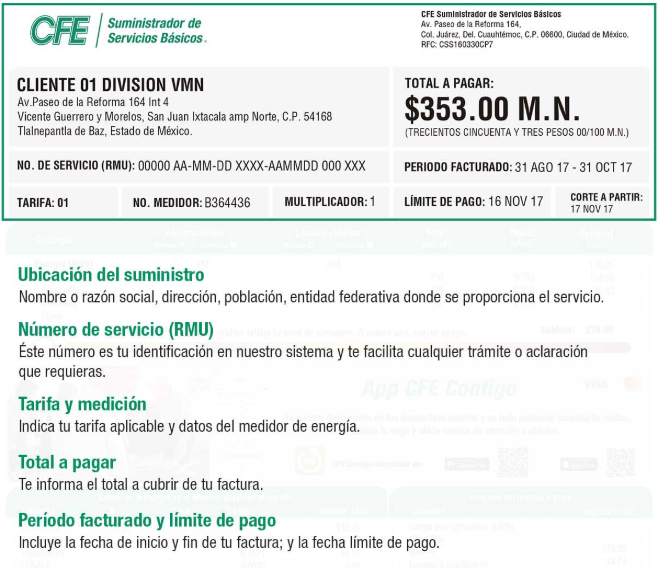 CFE
Suministrador de
Servicios Básicos
CFE Suministrador de Servicios Básicos
Av. Paseo de la Reforma 164,
Col. Juárez, Del. Cuauhtémoc, C.P. 06600, Ciudad de México.
RFC: CSS160330CP7
CLIENTE 01 DIVISION VMN
Av.Paseo de la Reforma 164 Int 4
Vicente Guerrero y Morelos, San Juan Ixtacala amp Norte, C.P. 54168
Tlalnepantla de Baz, Estado de México.
TOTAL A PAGAR:
$353.00 M.N.
(TRECIENTOS CINCUENTA Y TRES PESOS 00/100 M.N.)
NO. DE SERVICIO (RMU): 00000 AA-MM-DD XXXX-AAMMDD 000 XXX
PERIODO FACTURADO: 31 AGO 17 - 31 OCT 17
TARIFA: 01
NO. MEDIDOR: B364436
MULTIPLICADOR: 1
LÍMITE DE PAGO: 16 NOV 17
CORTE A PARTIR:
17 NOV 17
Ubicación del suministro
Nombre o razón social, dirección, población, entidad federativa donde se proporciona el servicio.
Número de servicio (RMU)
Éste número es tu identificación en nuestro sistema y te facilita cualquier trámite o aclaración
que requieras.
App CFE Contigo
VISA
Tarifa y medición
Indica tu tarifa aplicable y datos del medidor de energía.
Total a pagar
Te informa el total a cubrir de tu factura.
Período facturado y límite de pago
Incluye la fecha de inicio y fin de tu factura; y la fecha límite de pago.